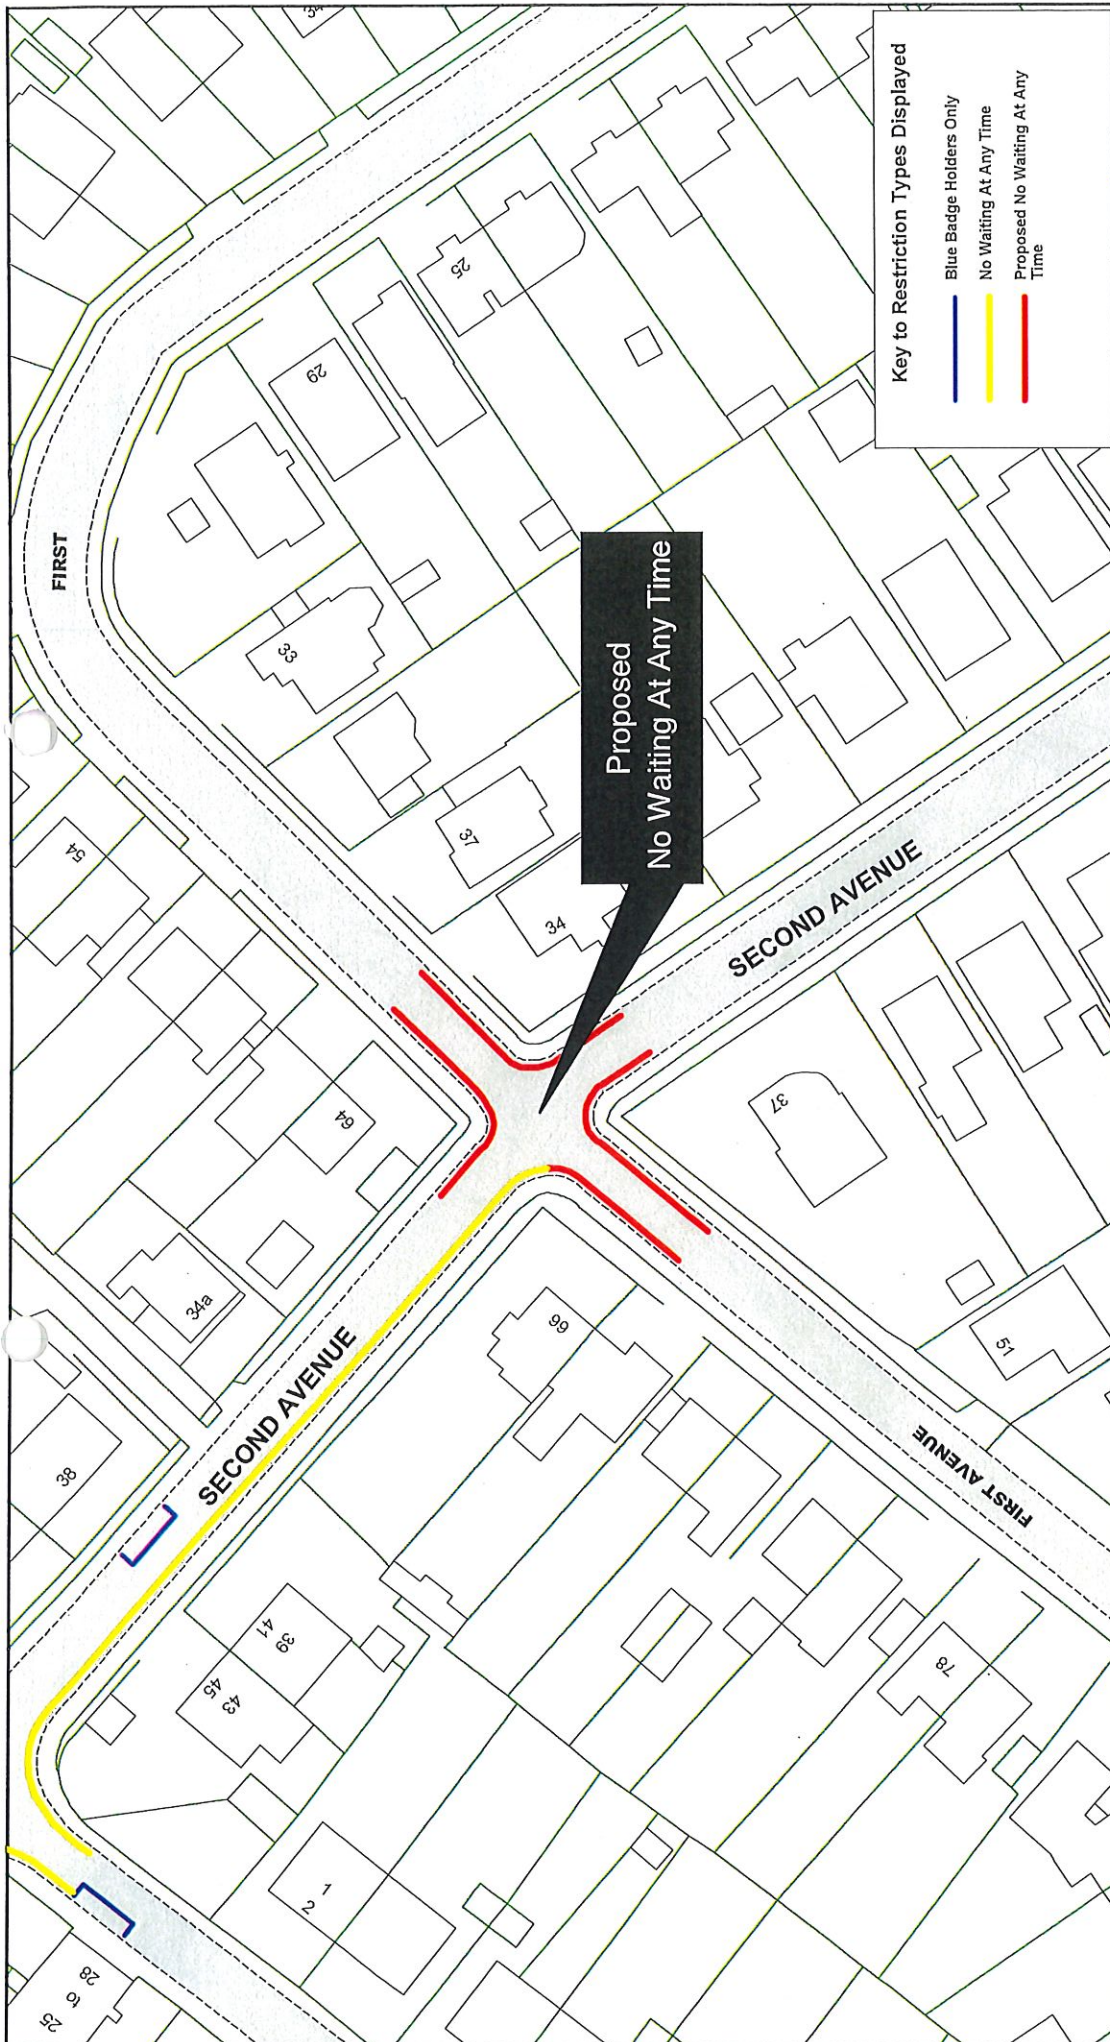 Key to Restriction Types Displayed
Blue Badge Holders Only
No Waiting At Any Time
Proposed No Waiting At Any
Time
Proposed
No Waiting At Any Time
FIRST
SECOND AVENUE
SECOND AVENUE
FIRST AVENUE
34
25
29
33
37
34
54
64
34a
38
37
51
66
39
41
43
45
78
1
2
25
to
28